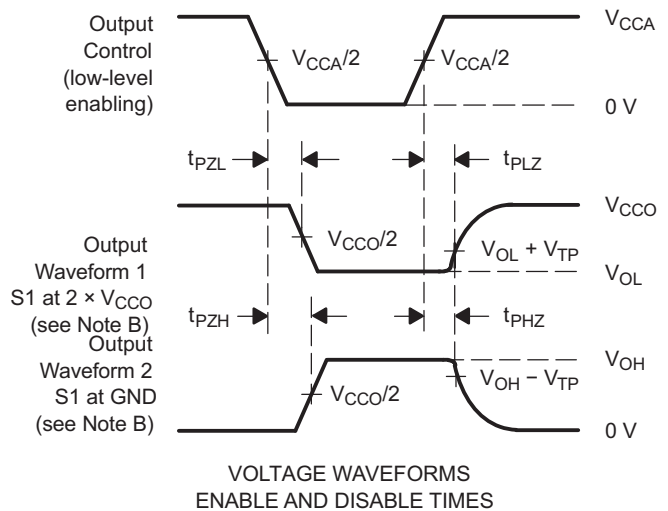 Output
Control
(low-level
enabling)
V_CCA/2
V_CCA/2
V_CCA
0 V
t_PZL
t_PLZ
Output
Waveform 1
S1 at 2 × V_CCO
(see Note B)
V_CCO/2
V_OL + V_TP
V_CCO
V_OL
t_PZH
t_PHZ
Output
Waveform 2
S1 at GND
(see Note B)
V_CCO/2
V_OH − V_TP
V_OH
0 V
VOLTAGE WAVEFORMS
ENABLE AND DISABLE TIMES